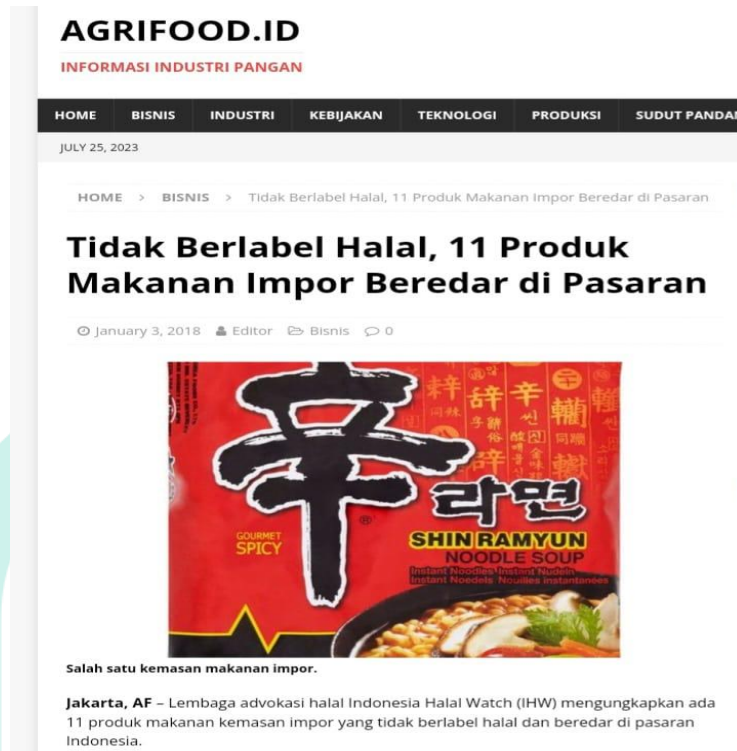 AGRIFOOD.ID
INFORMASI INDUSTRI PANGAN
HOME BISNIS INDUSTRI KEBIJAKAN TEKNOLOGI PRODUKSI SUDUT
JULY 25, 2023
HOME > BISNIS > Tidak Berlabel Halal, 11 Produk Makanan Impor Beredar di Pasaran
Tidak Berlabel Halal, 11 Produk
Makanan Impor Beredar di Pasaran
January 3, 2018 Editor Bisnis 0
辛
라면
GOURMET
SPICY
®
SHIN RAMYUN
NOODLE SOUP
Instant Noodles Instant Nudeln
Instant Noedels Nouilles instantanées
Salah satu kemasan makanan impor.
Jakarta, AF – Lembaga advokasi halal Indonesia Halal Watch (IHW) mengungkapkan ada
11 produk makanan kemasan impor yang tidak berlabel halal dan beredar di pasaran
Indonesia.